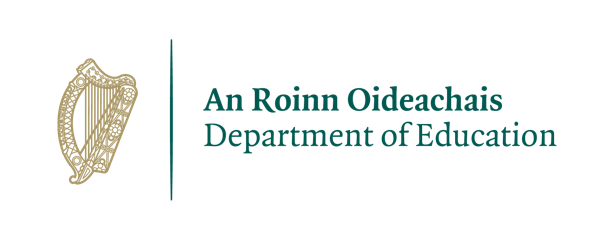 An Roinn Oideachais
Department of Education